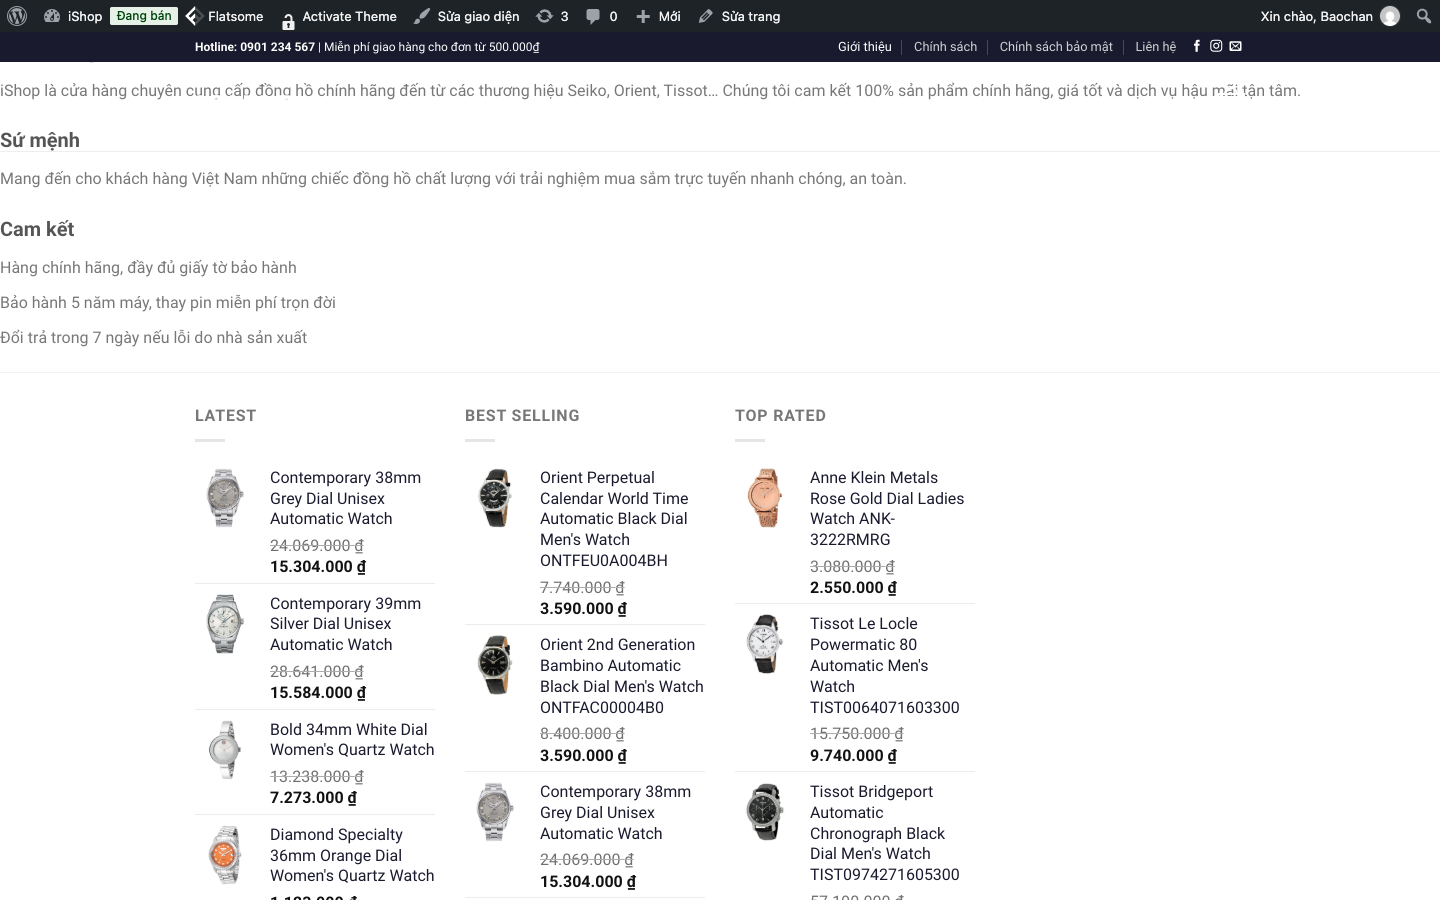 iShop Đang bán Flatsome Activate Theme Sửa giao diện 3 0 Mới Sửa trang Xin chào, Baochan
Hotline: 0901 234 567 | Miễn phí giao hàng cho đơn từ 500.000₫ Giới thiệu Chính sách Chính sách bảo mật Liên hệ
iShop là cửa hàng chuyên cung cấp đồng hồ chính hãng đến từ các thương hiệu Seiko, Orient, Tissot... Chúng tôi cam kết 100% sản phẩm chính hãng, giá tốt và dịch vụ hậu mãi tận tâm.
Sứ mệnh
Mang đến cho khách hàng Việt Nam những chiếc đồng hồ chất lượng với trải nghiệm mua sắm trực tuyến nhanh chóng, an toàn.
Cam kết
Hàng chính hãng, đầy đủ giấy tờ bảo hành
Bảo hành 5 năm máy, thay pin miễn phí trọn đời
Đổi trả trong 7 ngày nếu lỗi do nhà sản xuất
LATEST
Contemporary 38mm
Grey Dial Unisex
Automatic Watch
24.069.000 ₫
15.304.000 ₫
Contemporary 39mm
Silver Dial Unisex
Automatic Watch
28.641.000 ₫
15.584.000 ₫
Bold 34mm White Dial
Women's Quartz Watch
13.238.000 ₫
7.273.000 ₫
Diamond Specialty
36mm Orange Dial
Women's Quartz Watch
BEST SELLING
Orient Perpetual
Calendar World Time
Automatic Black Dial
Men's Watch
ONTFEU0A004BH
7.740.000 ₫
3.590.000 ₫
Orient 2nd Generation
Bambino Automatic
Black Dial Men's Watch
ONTFAC00004B0
8.400.000 ₫
3.590.000 ₫
Contemporary 38mm
Grey Dial Unisex
Automatic Watch
24.069.000 ₫
15.304.000 ₫
TOP RATED
Anne Klein Metals
Rose Gold Dial Ladies
Watch ANK-
3222RMRG
3.080.000 ₫
2.550.000 ₫
Tissot Le Locle
Powermatic 80
Automatic Men's
Watch
TIST0064071603300
15.750.000 ₫
9.740.000 ₫
Tissot Bridgeport
Automatic
Chronograph Black
Dial Men's Watch
TIST0974271605300